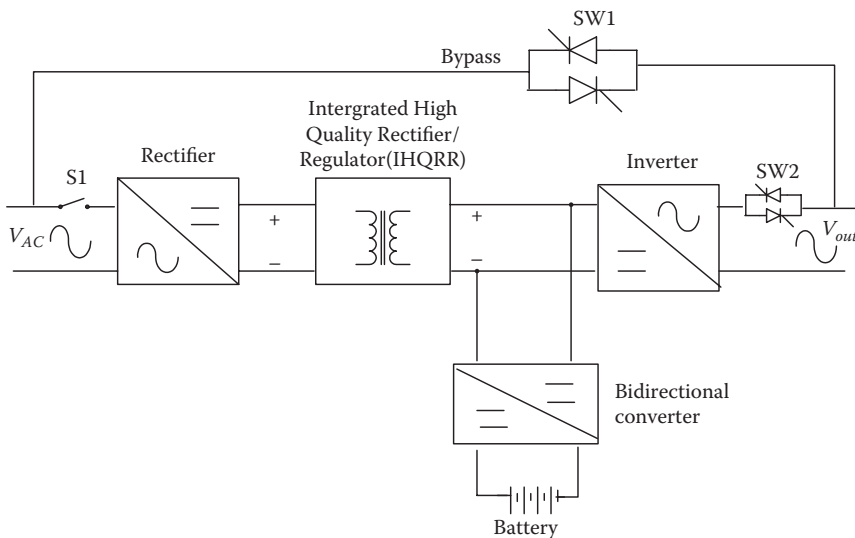 SW1
Bypass
Intergrated High
Quality Rectifier/
Regulator(IHQRR)
Rectifier
Inverter
S1
SW2
+
+
V_AC
V_out
−
−
Bidirectional
converter
Battery